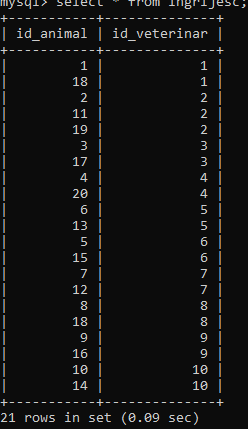 mysql> select * from ingrijesc;
+-----------+--------------+
| id_animal | id_veterinar |
+-----------+--------------+
|         1 |            1 |
|        18 |            1 |
|         2 |            2 |
|        11 |            2 |
|        19 |            2 |
|         3 |            3 |
|        17 |            3 |
|         4 |            4 |
|        20 |            4 |
|         6 |            5 |
|        13 |            5 |
|         5 |            6 |
|        15 |            6 |
|         7 |            7 |
|        12 |            7 |
|         8 |            8 |
|        18 |            8 |
|         9 |            9 |
|        16 |            9 |
|        10 |           10 |
|        14 |           10 |
+-----------+--------------+
21 rows in set (0.09 sec)